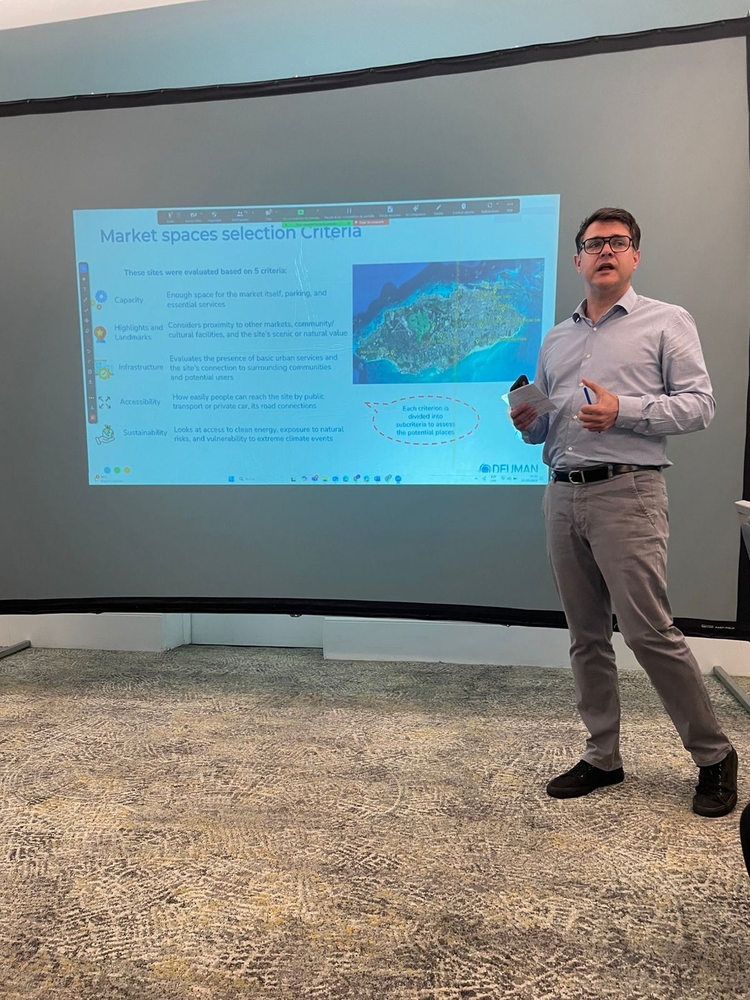 Market spaces selection Criteria
These sites were evaluated based on 5 criteria:
Capacity
Enough space for the market itself, parking, and
essential services
Highlights and
Landmarks
Considers proximity to other markets, community/
cultural facilities, and the site's scenic or natural value
Infrastructure
Evaluates the presence of basic urban services and
the site's connection to surrounding communities
and potential users
Accessibility
How easily people can reach the site by public
transport or private car, its road connections
Sustainability
Looks at access to clean energy, exposure to natural
risks, and vulnerability to extreme climate events
Each criterion is
divided into
subcriteria to assess
the potential places
DEUMAN
Buscar
FAST-FOLD